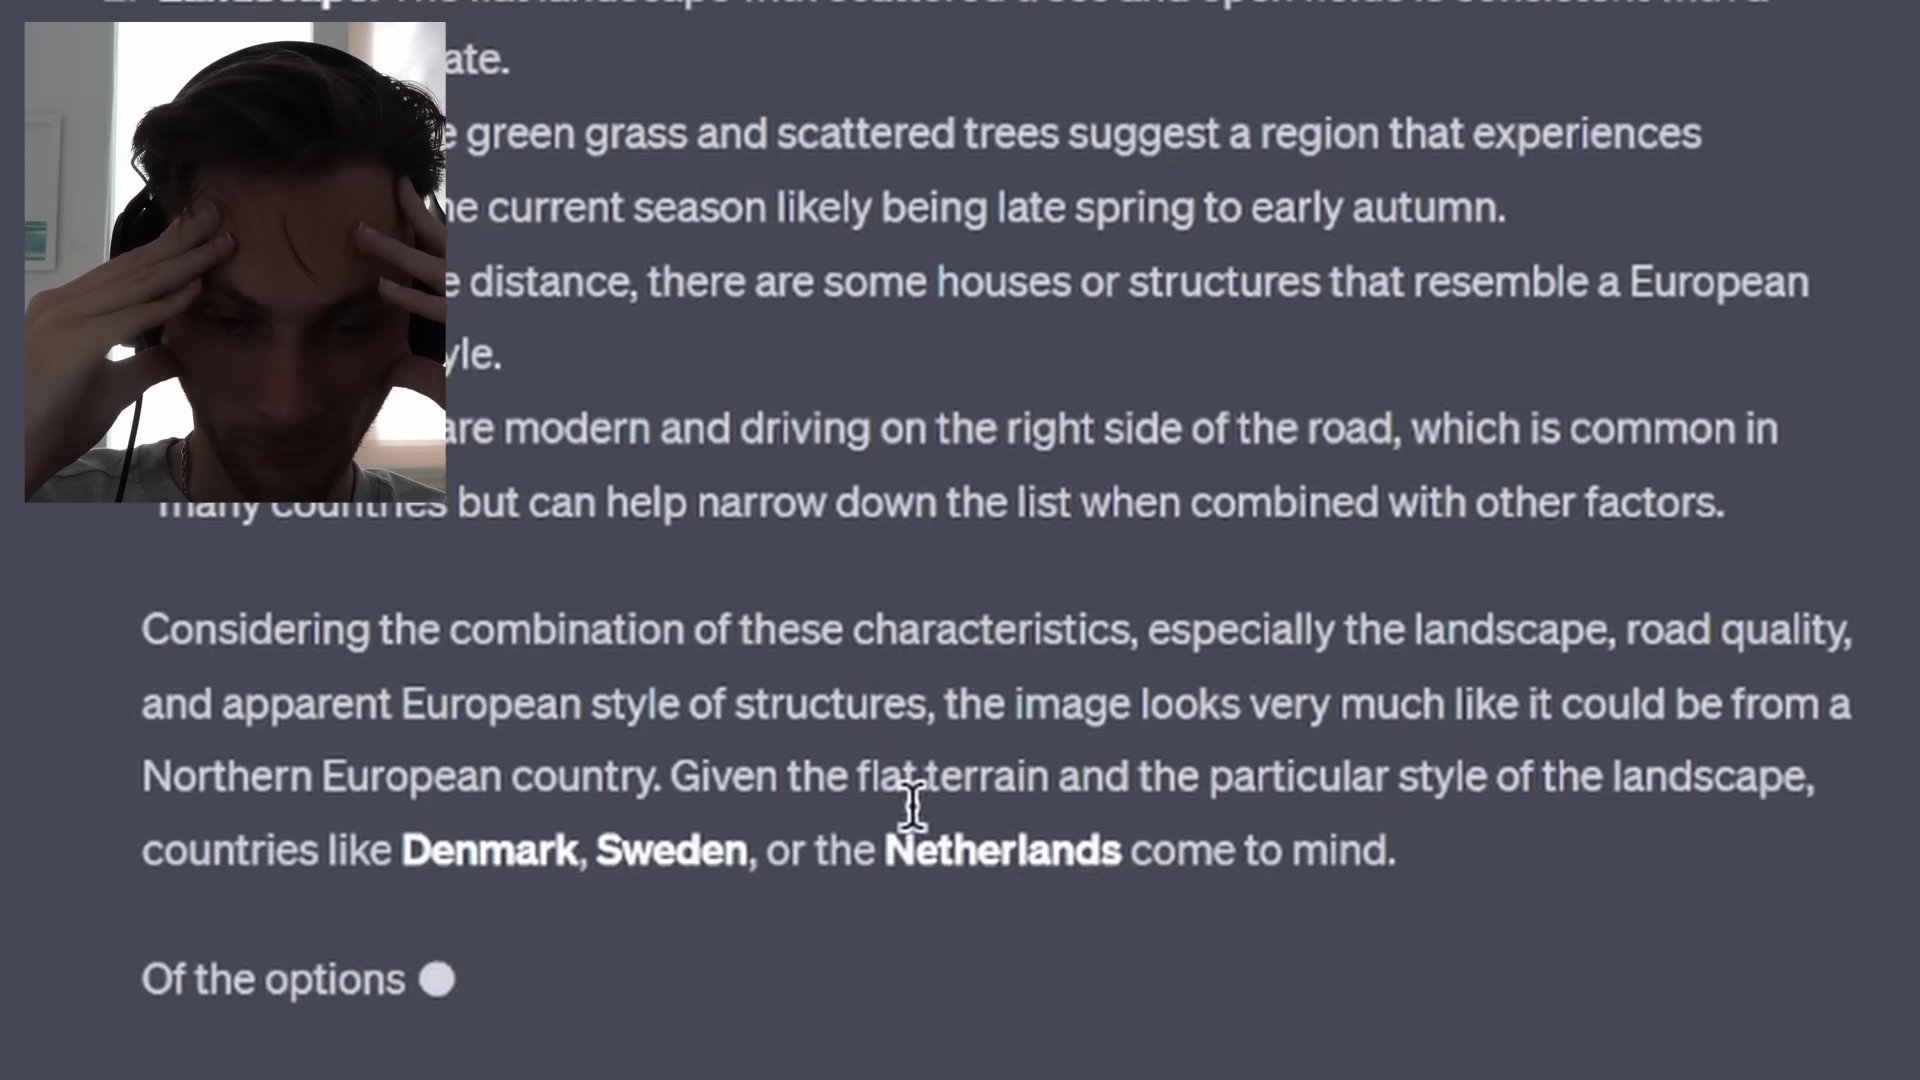 ate.
green grass and scattered trees suggest a region that experiences
current season likely being late spring to early autumn.
distance, there are some houses or structures that resemble a European
yle.
are modern and driving on the right side of the road, which is common in
many countries but can help narrow down the list when combined with other factors.
Considering the combination of these characteristics, especially the landscape, road quality,
and apparent European style of structures, the image looks very much like it could be from a
Northern European country. Given the flat terrain and the particular style of the landscape,
countries like Denmark, Sweden, or the Netherlands come to mind.
Of the options